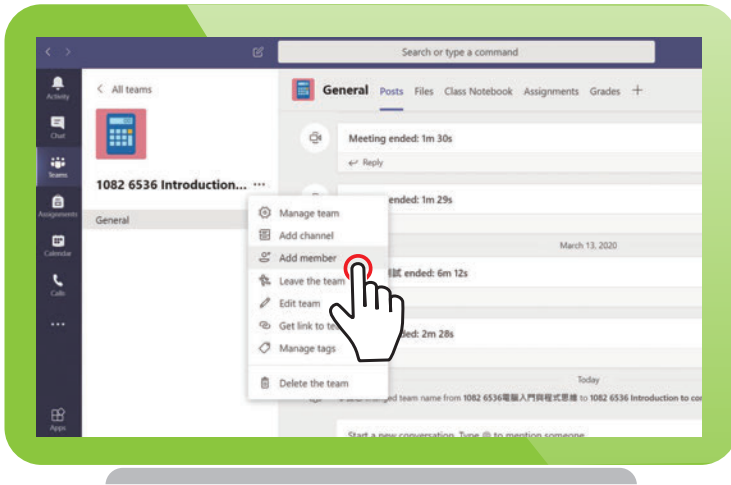 Search or type a command
Activity
Chat
Teams
Assignments
Calendar
Calls
Apps
All teams
1082 6536 Introduction...
General
General Posts Files Class Notebook Assignments Grades
Meeting ended: 1m 30s
Reply
ended: 1m 29s
March 13, 2020
試 ended: 6m 12s
ded: 2m 28s
Today
team name from 1082 6536電腦入門與程式思維 to 1082 6536 Introduction to co
Start a new conversation. Type @ to mention someone
Manage team
Add channel
Add member
Leave the team
Edit team
Get link to te
Manage tags
Delete the team